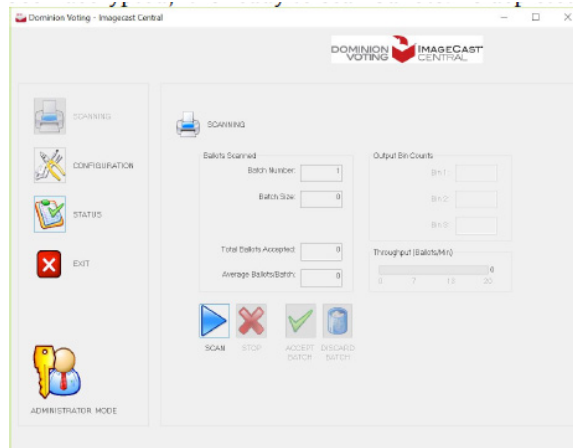 Dominion Voting - Imagecast Central
DOMINION VOTING IMAGECAST CENTRAL
SCANNING
CONFIGURATION
STATUS
EXIT
ADMINISTRATOR MODE
SCANNING
Ballots Scanned
Batch Number: 1
Batch Size: 0
Total Ballots Accepted: 0
Average Ballots/Batch: 0
Output Bin Counts
Bin 1:
Bin 2:
Bin 3:
Throughput (Ballots/Min)
0
0 7 13 20
SCAN STOP ACCEPT BATCH DISCARD BATCH